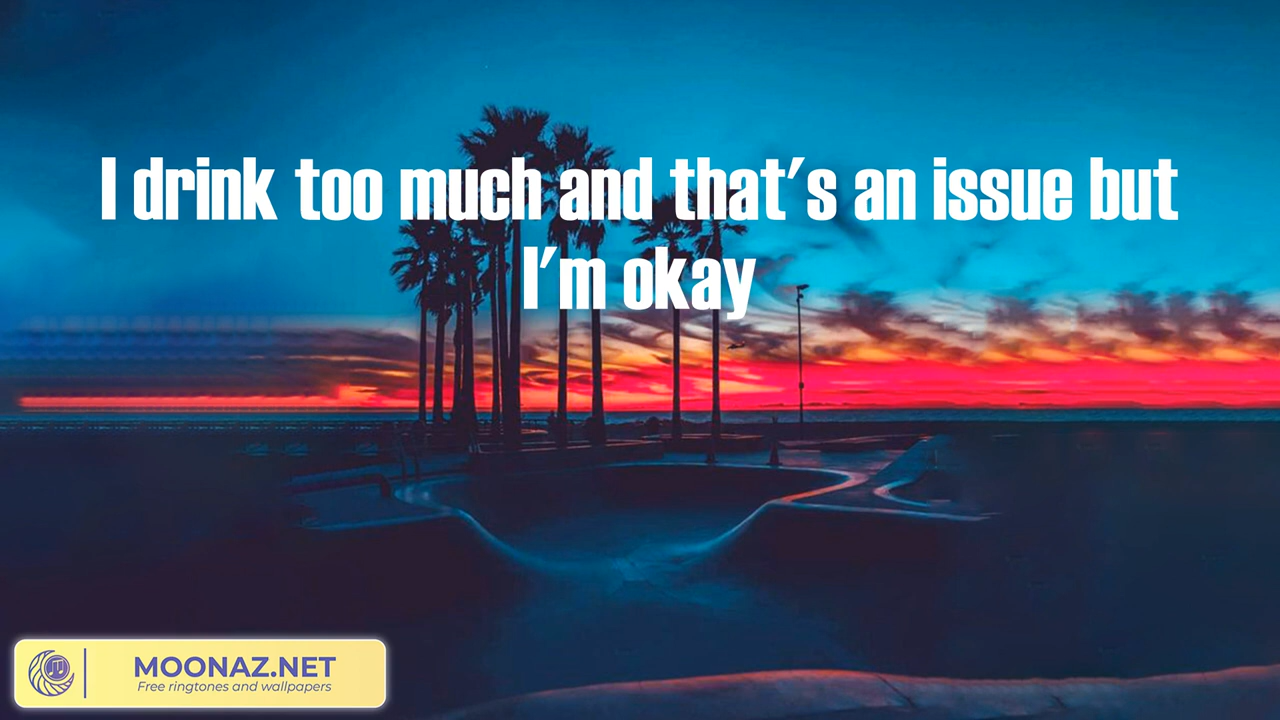 I drink too much and that's an issue but
I'm okay
MOONAZ.NET
Free ringtones and wallpapers